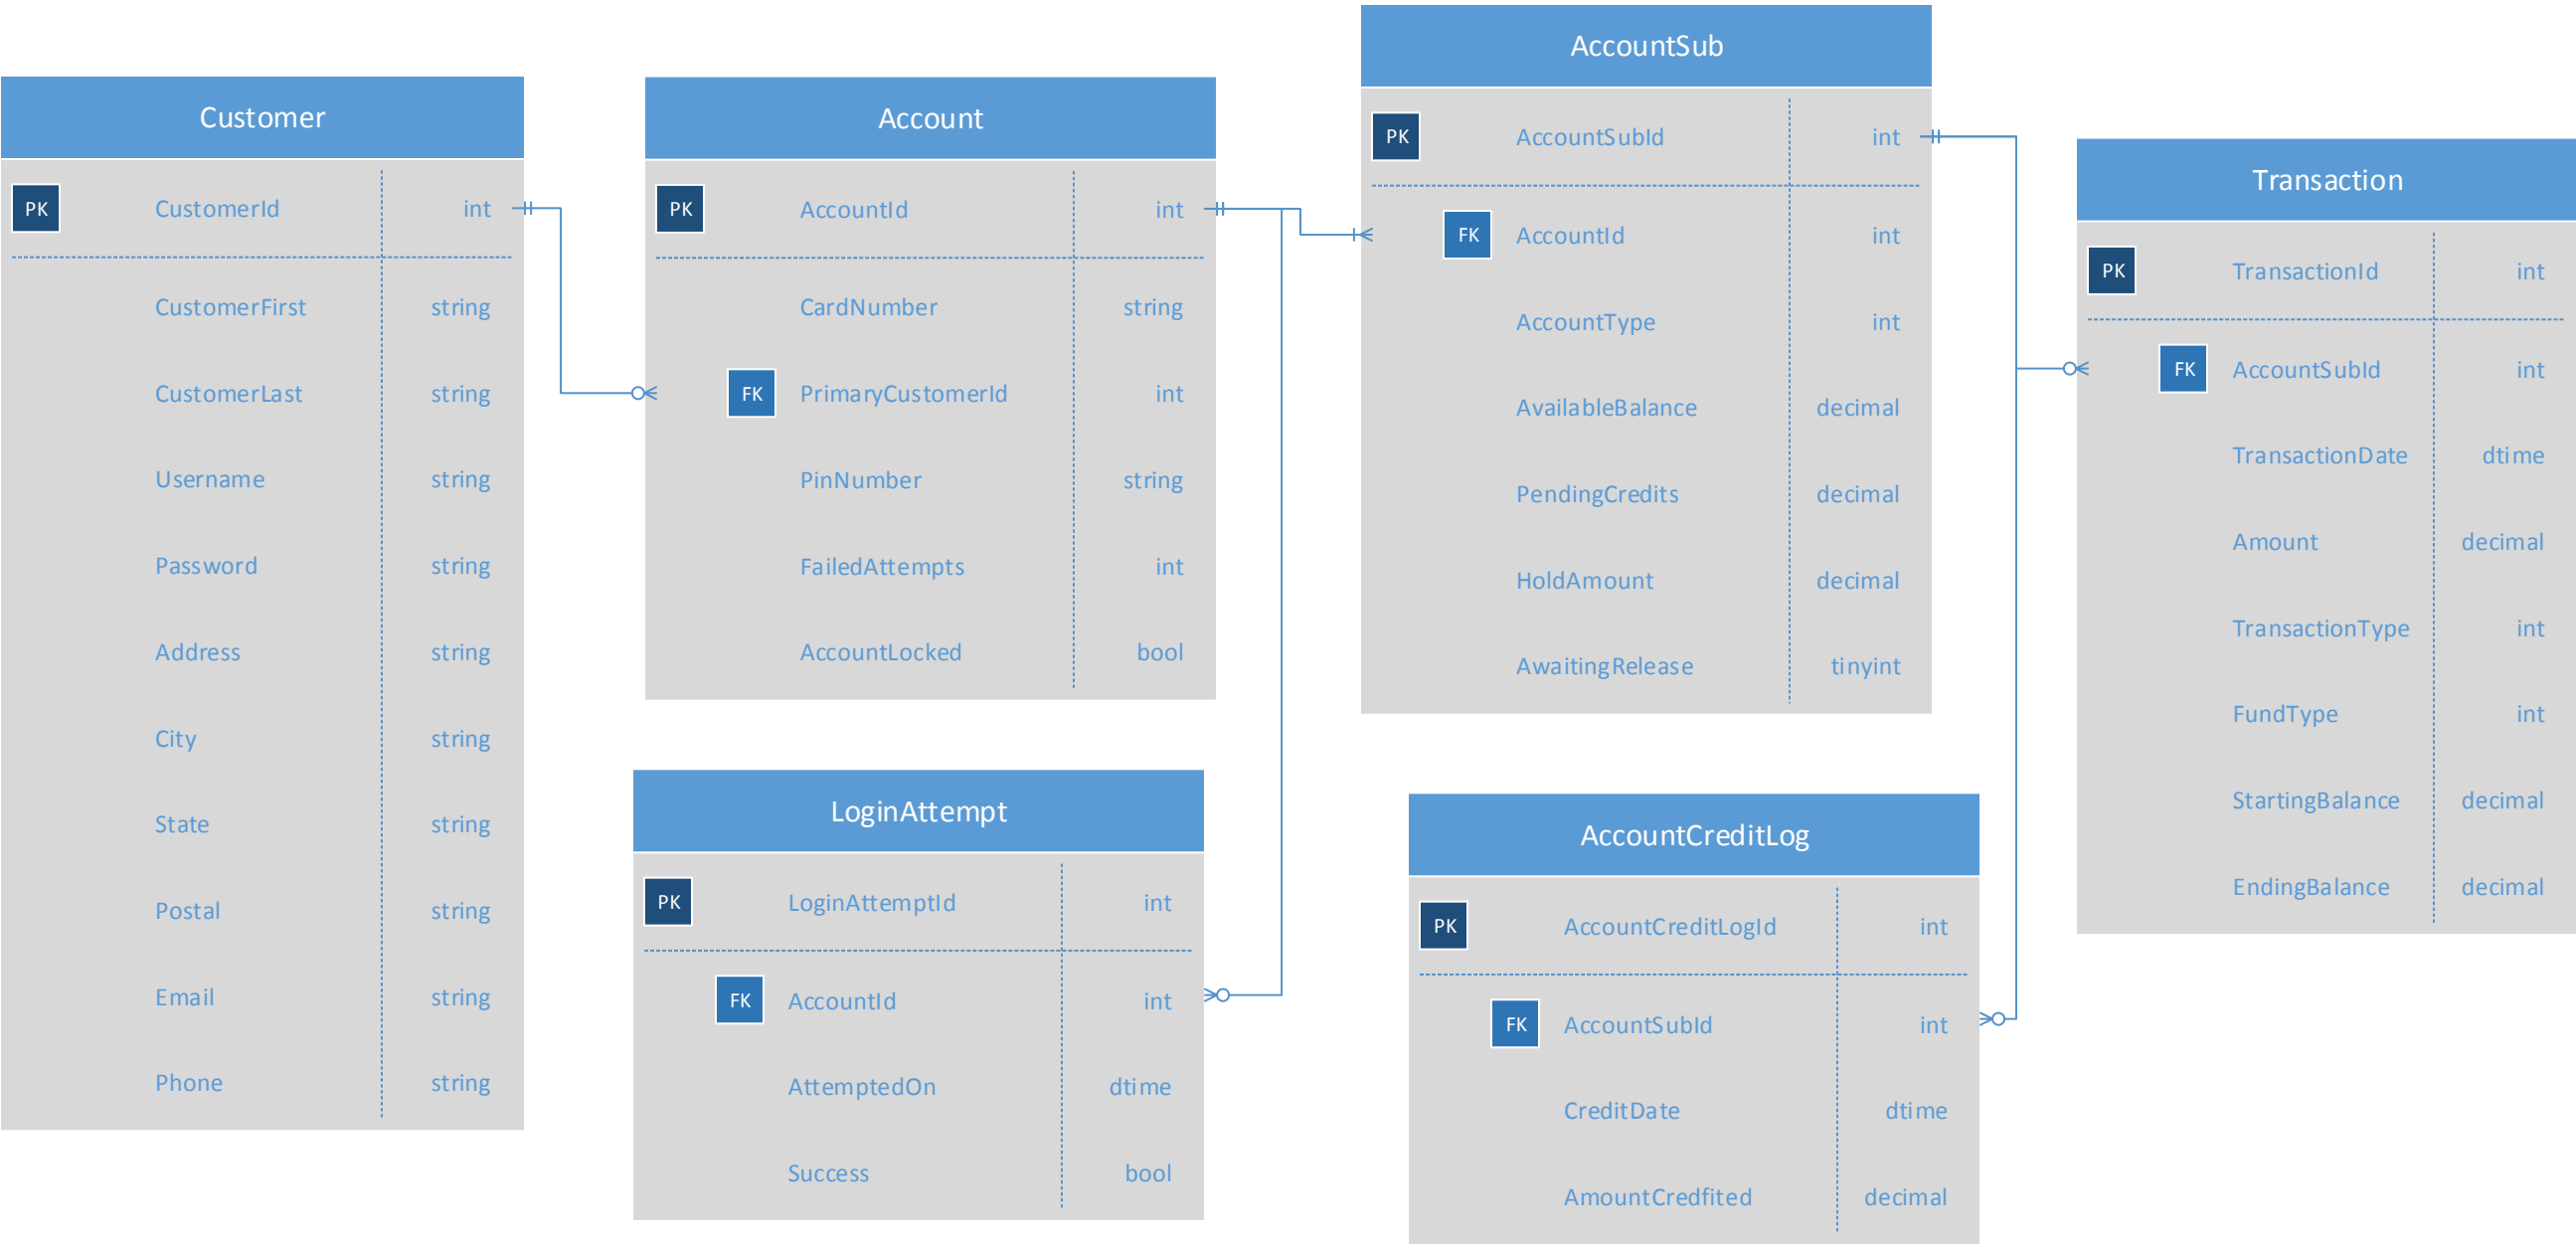 Customer
PK CustomerId int
CustomerFirst string
CustomerLast string
Username string
Password string
Address string
City string
State string
Postal string
Email string
Phone string
Account
PK AccountId int
CardNumber string
FK PrimaryCustomerId int
PinNumber string
FailedAttempts int
AccountLocked bool
LoginAttempt
PK LoginAttemptId int
FK AccountId int
AttemptedOn dtime
Success bool
AccountSub
PK AccountSubId int
FK AccountId int
AccountType int
AvailableBalance decimal
PendingCredits decimal
HoldAmount decimal
AwaitingRelease tinyint
AccountCreditLog
PK AccountCreditLogId int
FK AccountSubId int
CreditDate dtime
AmountCredfited decimal
Transaction
PK TransactionId int
FK AccountSubId int
TransactionDate dtime
Amount decimal
TransactionType int
FundType int
StartingBalance decimal
EndingBalance decimal